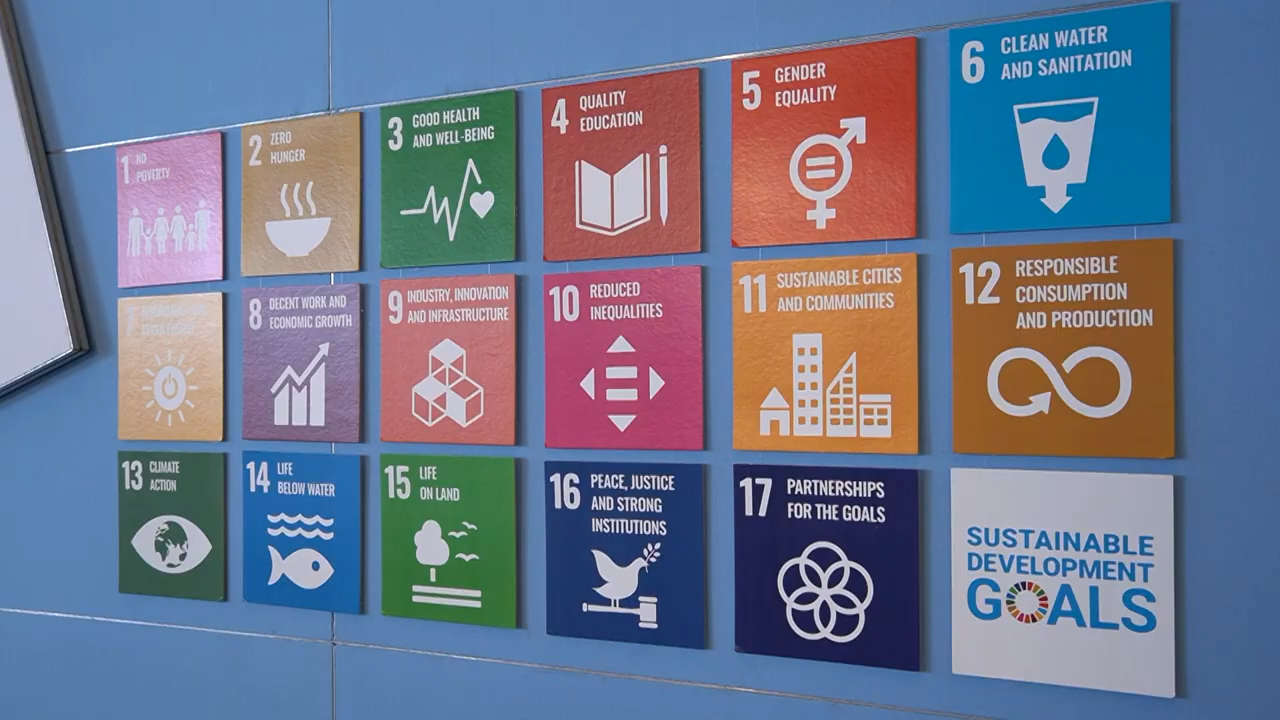 1 NO
POVERTY
2 ZERO
HUNGER
3 GOOD HEALTH
AND WELL-BEING
4 QUALITY
EDUCATION
5 GENDER
EQUALITY
6 CLEAN WATER
AND SANITATION
7
8 DECENT WORK AND
ECONOMIC GROWTH
9 INDUSTRY, INNOVATION
AND INFRASTRUCTURE
10 REDUCED
INEQUALITIES
11 SUSTAINABLE CITIES
AND COMMUNITIES
12 RESPONSIBLE
CONSUMPTION
AND PRODUCTION
13 CLIMATE
ACTION
14 LIFE
BELOW WATER
15 LIFE
ON LAND
16 PEACE, JUSTICE
AND STRONG
INSTITUTIONS
17 PARTNERSHIPS
FOR THE GOALS
SUSTAINABLE
DEVELOPMENT
GOALS